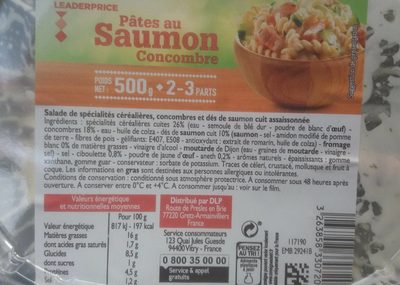 LEADERPRICE
Pâtes au
Saumon
Concombre
POIDS NET: 500g • 2-3 PARTS
Salade de spécialités céréalières, concombres et dés de saumon cuit assaisonnée
Ingrédients : spécialités céréalières cuites 26% (eau - semoule de blé dur - poudre de blanc d'œuf) -
concombres 18% - eau - huile de colza - dés de saumon cuit 10% (saumon - sel - amidon modifié de pomme
de terre - fibres de pois - gélifiants: E407, E508 - antioxydant : extrait de romarin, huile de colza) - fromage
blanc 0% de matières grasses - vinaigre d'alcool - moutarde de Dijon (eau - graines de moutarde - vinaigre -
sel) - sel - ciboulette 0,8% - poudre de jaune d'œuf - aneth 0,2% - arômes naturels - épaississants : gomme
xanthane, gomme guar - conservateur : sorbate de potassium. Traces de céleri, crustacé, mollusque et fruit à
coque. Les informations en gras sont destinées aux personnes allergiques ou intolérantes.
Conditions de conservation : conditionné sous atmosphère protectrice. A consommer sous 48 heures après
ouverture. A conserver entre 0°C et +4°C. A consommer jusqu'au : voir sur le film.
Valeurs énergétique
et nutritionnelles moyennes
Pour 100 g
Valeur énergétique 817 kJ - 197 kcal
Matières grasses 16 g
dont acides gras saturés 1,7 g
Glucides 8,5 g
1 g
4,5 g
Distribué par DLP
Route de Presles en Brie
77220 Gretz-Armainvilliers
France
Service consommateurs
123 Quai Jules Guesde
94400 Vitry - France
0 800 35 00 00
Service & appel
gratuits
PENSEZ
AU TRI !
117190
EMB 29241B